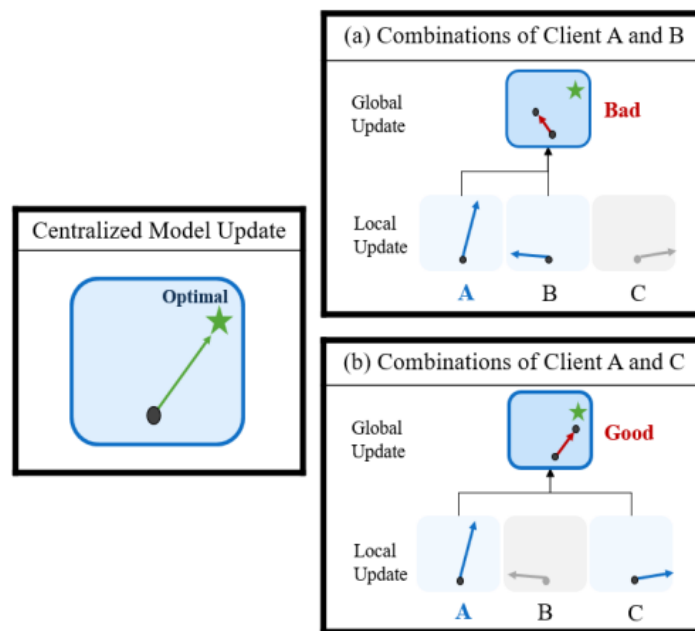 Centralized Model Update
Optimal
(a) Combinations of Client A and B
Global
Update
Bad
Local
Update
A B C
(b) Combinations of Client A and C
Global
Update
Good
Local
Update
A B C